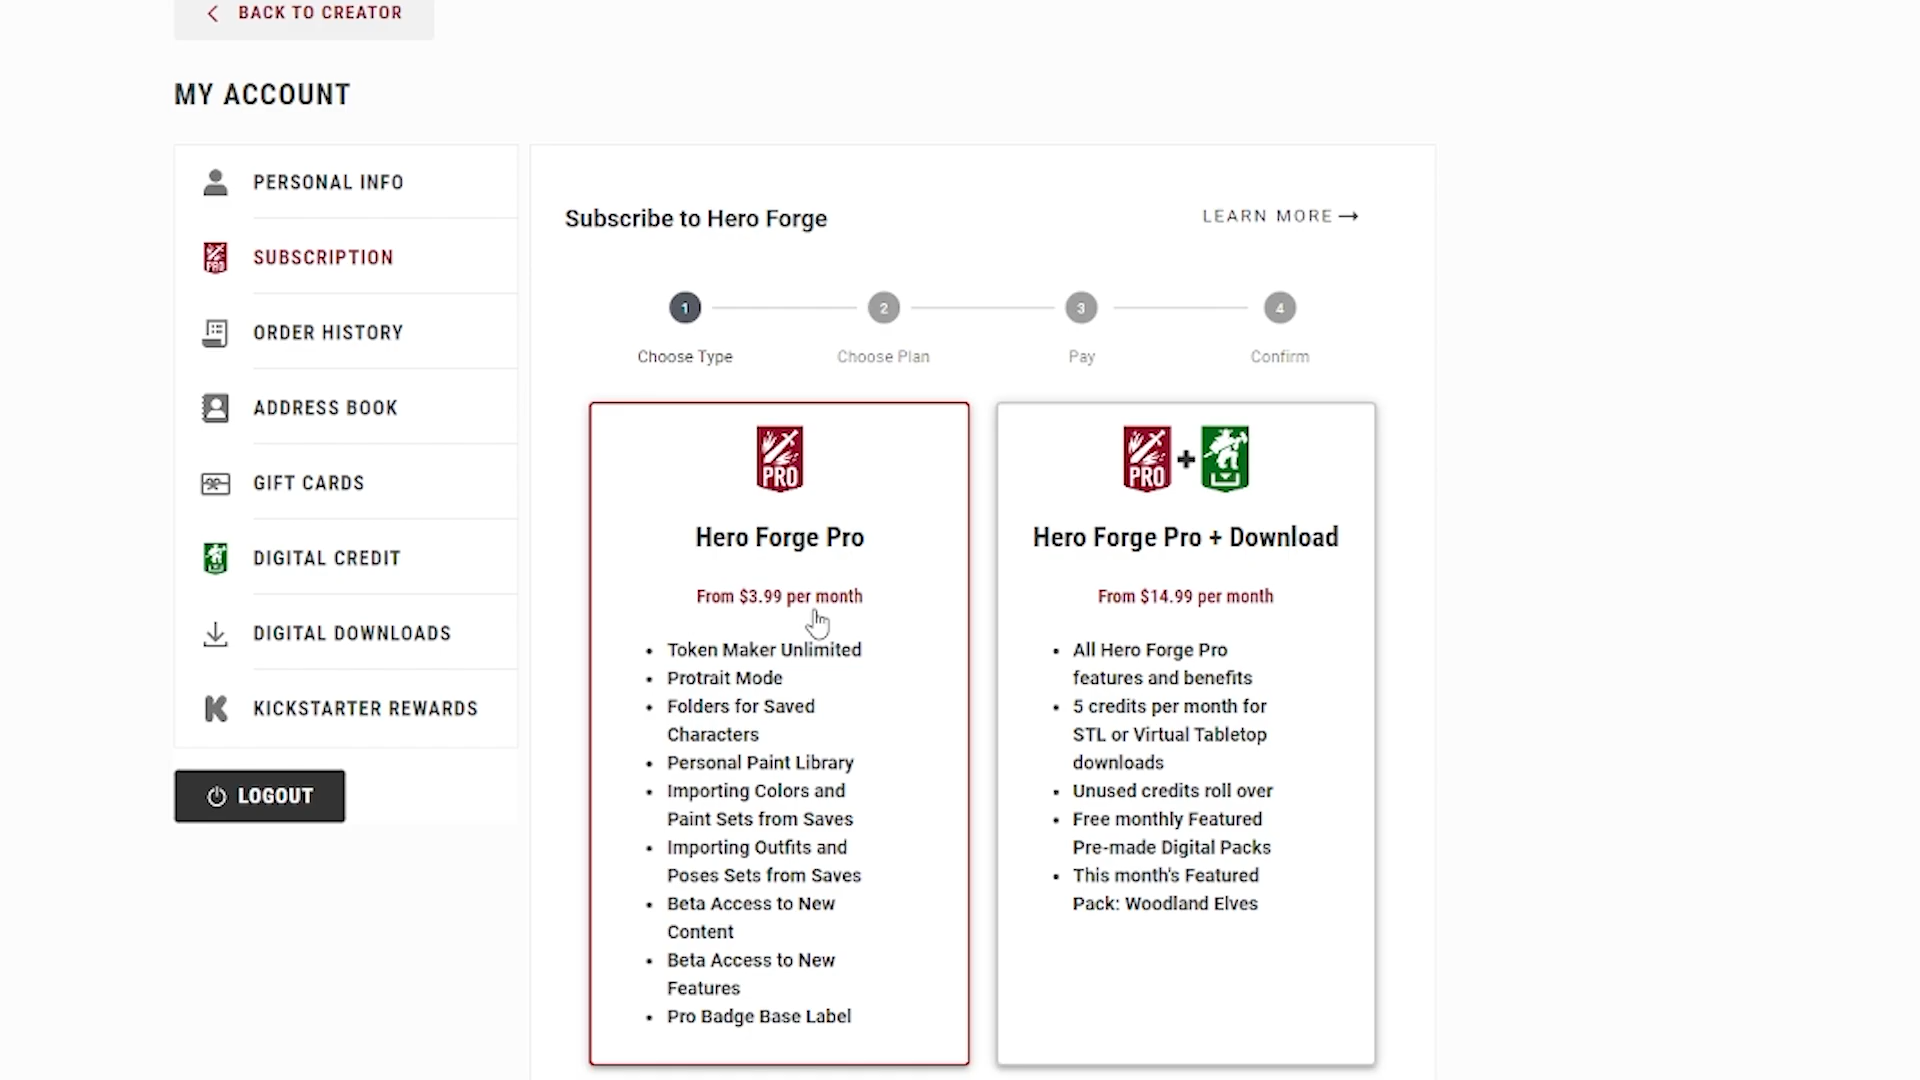 BACK TO CREATOR
MY ACCOUNT
PERSONAL INFO
SUBSCRIPTION
ORDER HISTORY
ADDRESS BOOK
GIFT CARDS
DIGITAL CREDIT
DIGITAL DOWNLOADS
KICKSTARTER REWARDS
LOGOUT
Subscribe to Hero Forge
LEARN MORE
1
2
3
4
Choose Type
Choose Plan
Pay
Confirm
PRO
Hero Forge Pro
From $3.99 per month
Token Maker Unlimited
Protrait Mode
Folders for Saved
Characters
Personal Paint Library
Importing Colors and
Paint Sets from Saves
Importing Outfits and
Poses Sets from Saves
Beta Access to New
Content
Beta Access to New
Features
Pro Badge Base Label
PRO +
Hero Forge Pro + Download
From $14.99 per month
All Hero Forge Pro
features and benefits
5 credits per month for
STL or Virtual Tabletop
downloads
Unused credits roll over
Free monthly Featured
Pre-made Digital Packs
This month's Featured
Pack: Woodland Elves